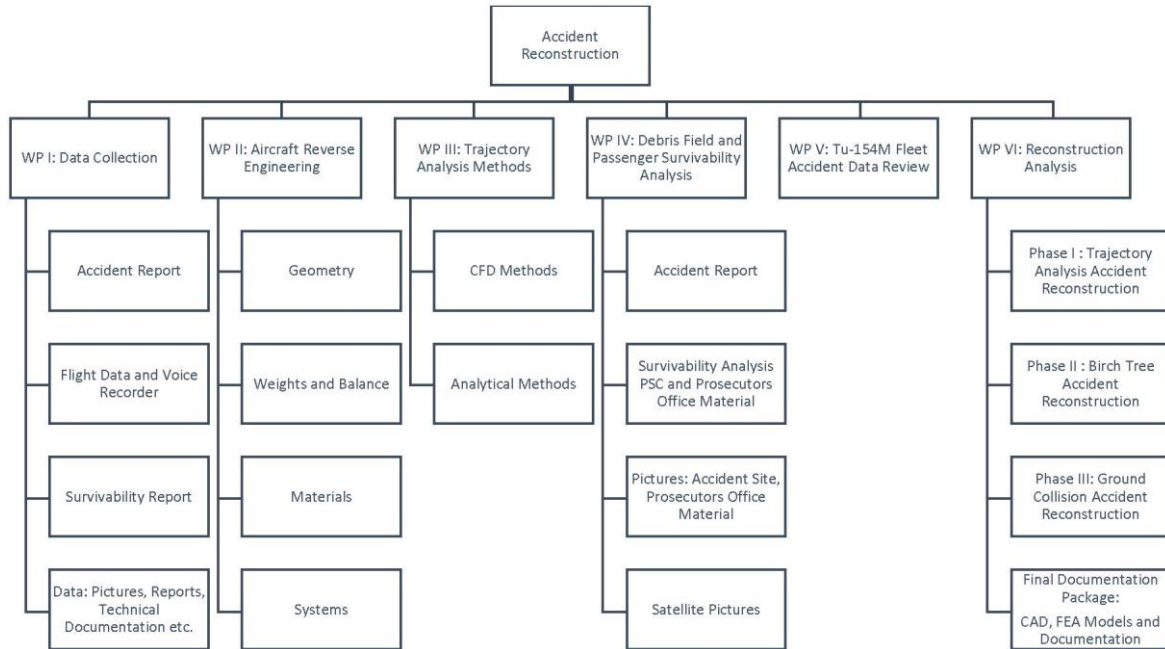 Accident
Reconstruction
WP I: Data Collection
WP II: Aircraft Reverse
Engineering
WP III: Trajectory
Analysis Methods
WP IV: Debris Field and
Passenger Survivability
Analysis
WP V: Tu-154M Fleet
Accident Data Review
WP VI: Reconstruction
Analysis
Accident Report
Flight Data and Voice
Recorder
Survivability Report
Data: Pictures, Reports,
Technical
Documentation etc.
Geometry
Weights and Balance
Materials
Systems
CFD Methods
Analytical Methods
Accident Report
Survivability Analysis
PSC and Prosecutors
Office Material
Pictures: Accident Site,
Prosecutors Office
Material
Satellite Pictures
Phase I : Trajectory
Analysis Accident
Reconstruction
Phase II : Birch Tree
Accident
Reconstruction
Phase III: Ground
Collision Accident
Reconstruction
Final Documentation
Package:
CAD, FEA Models and
Documentation